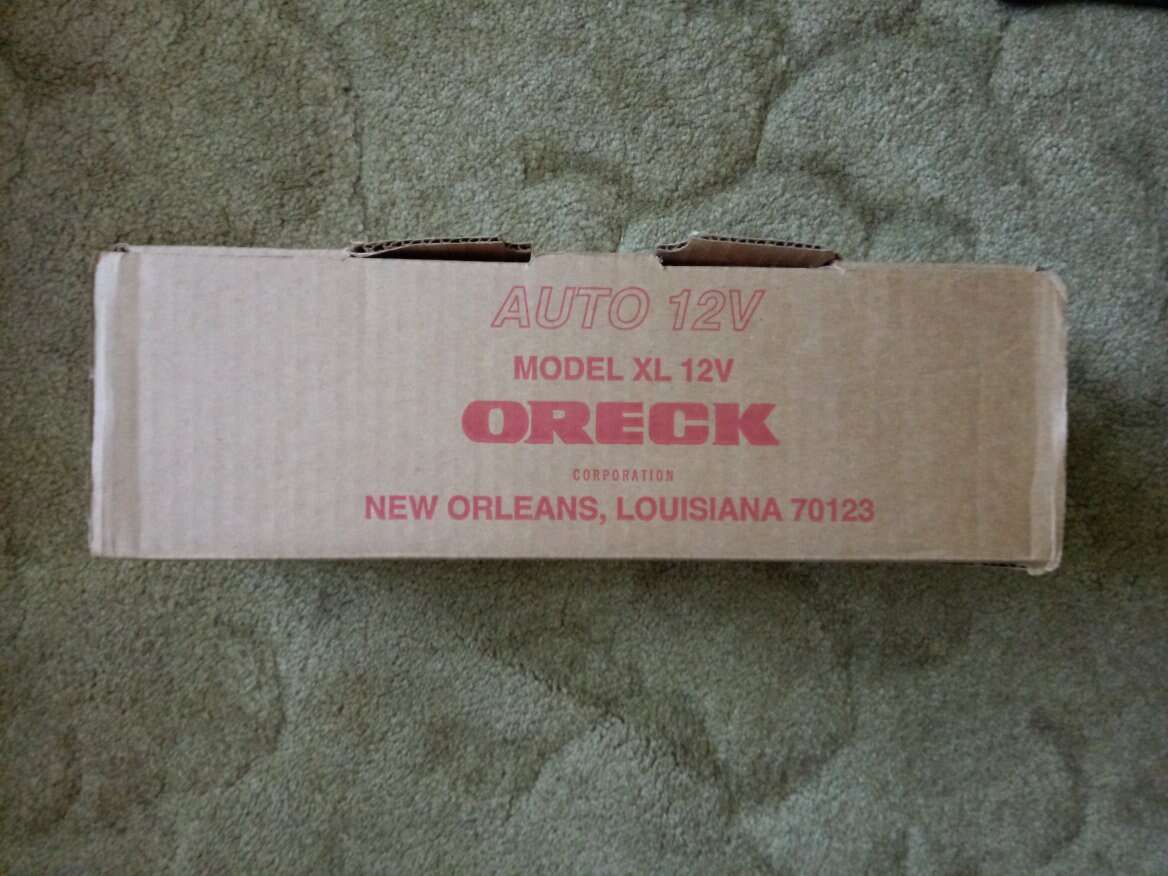 AUTO 12V
MODEL XL 12V
ORECK
CORPORATION
NEW ORLEANS, LOUISIANA 70123